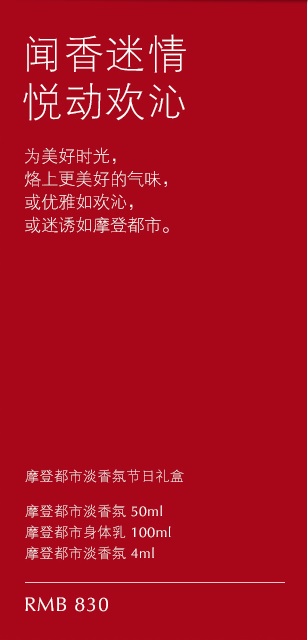 闻香迷情
悦动欢沁
为美好时光，
烙上更美好的气味，
或优雅如欢沁，
或迷诱如摩登都市。
摩登都市淡香氛节日礼盒
摩登都市淡香氛 50ml
摩登都市身体乳 100ml
摩登都市淡香氛 4ml
RMB 830